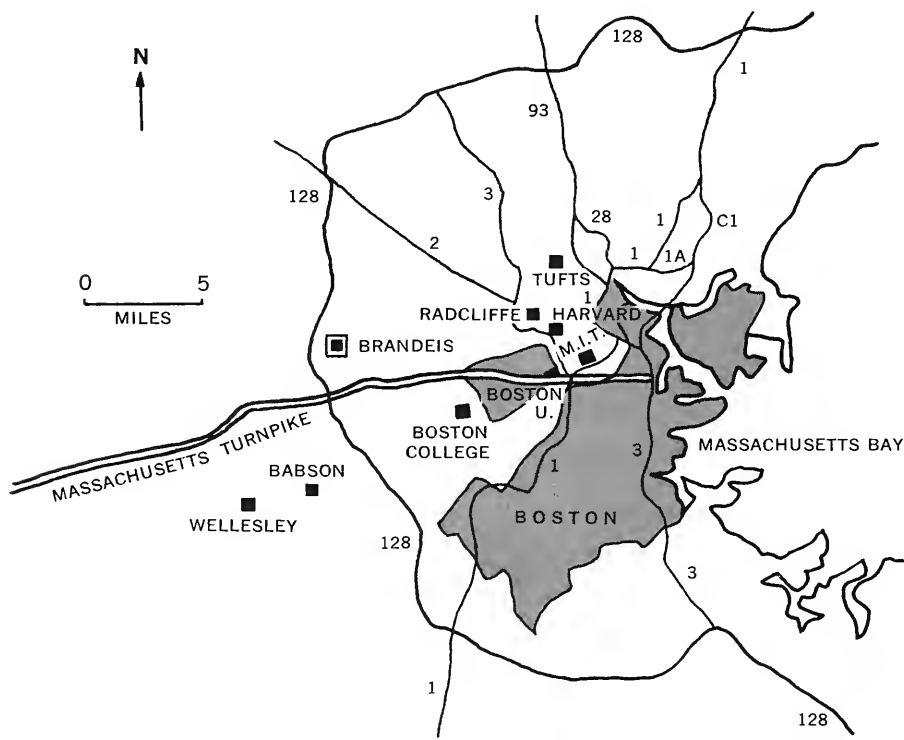 128
N
1
93
128
3
28
1
C1
2
1
1A
0 5
MILES
TUFTS
1
RADCLIFFE
HARVARD
M.I.T.
BRANDEIS
BOSTON
U.
BOSTON
COLLEGE
MASSACHUSETTS TURNPIKE
MASSACHUSETTS BAY
BABSON
1
3
WELLESLEY
BOSTON
128
3
1
128